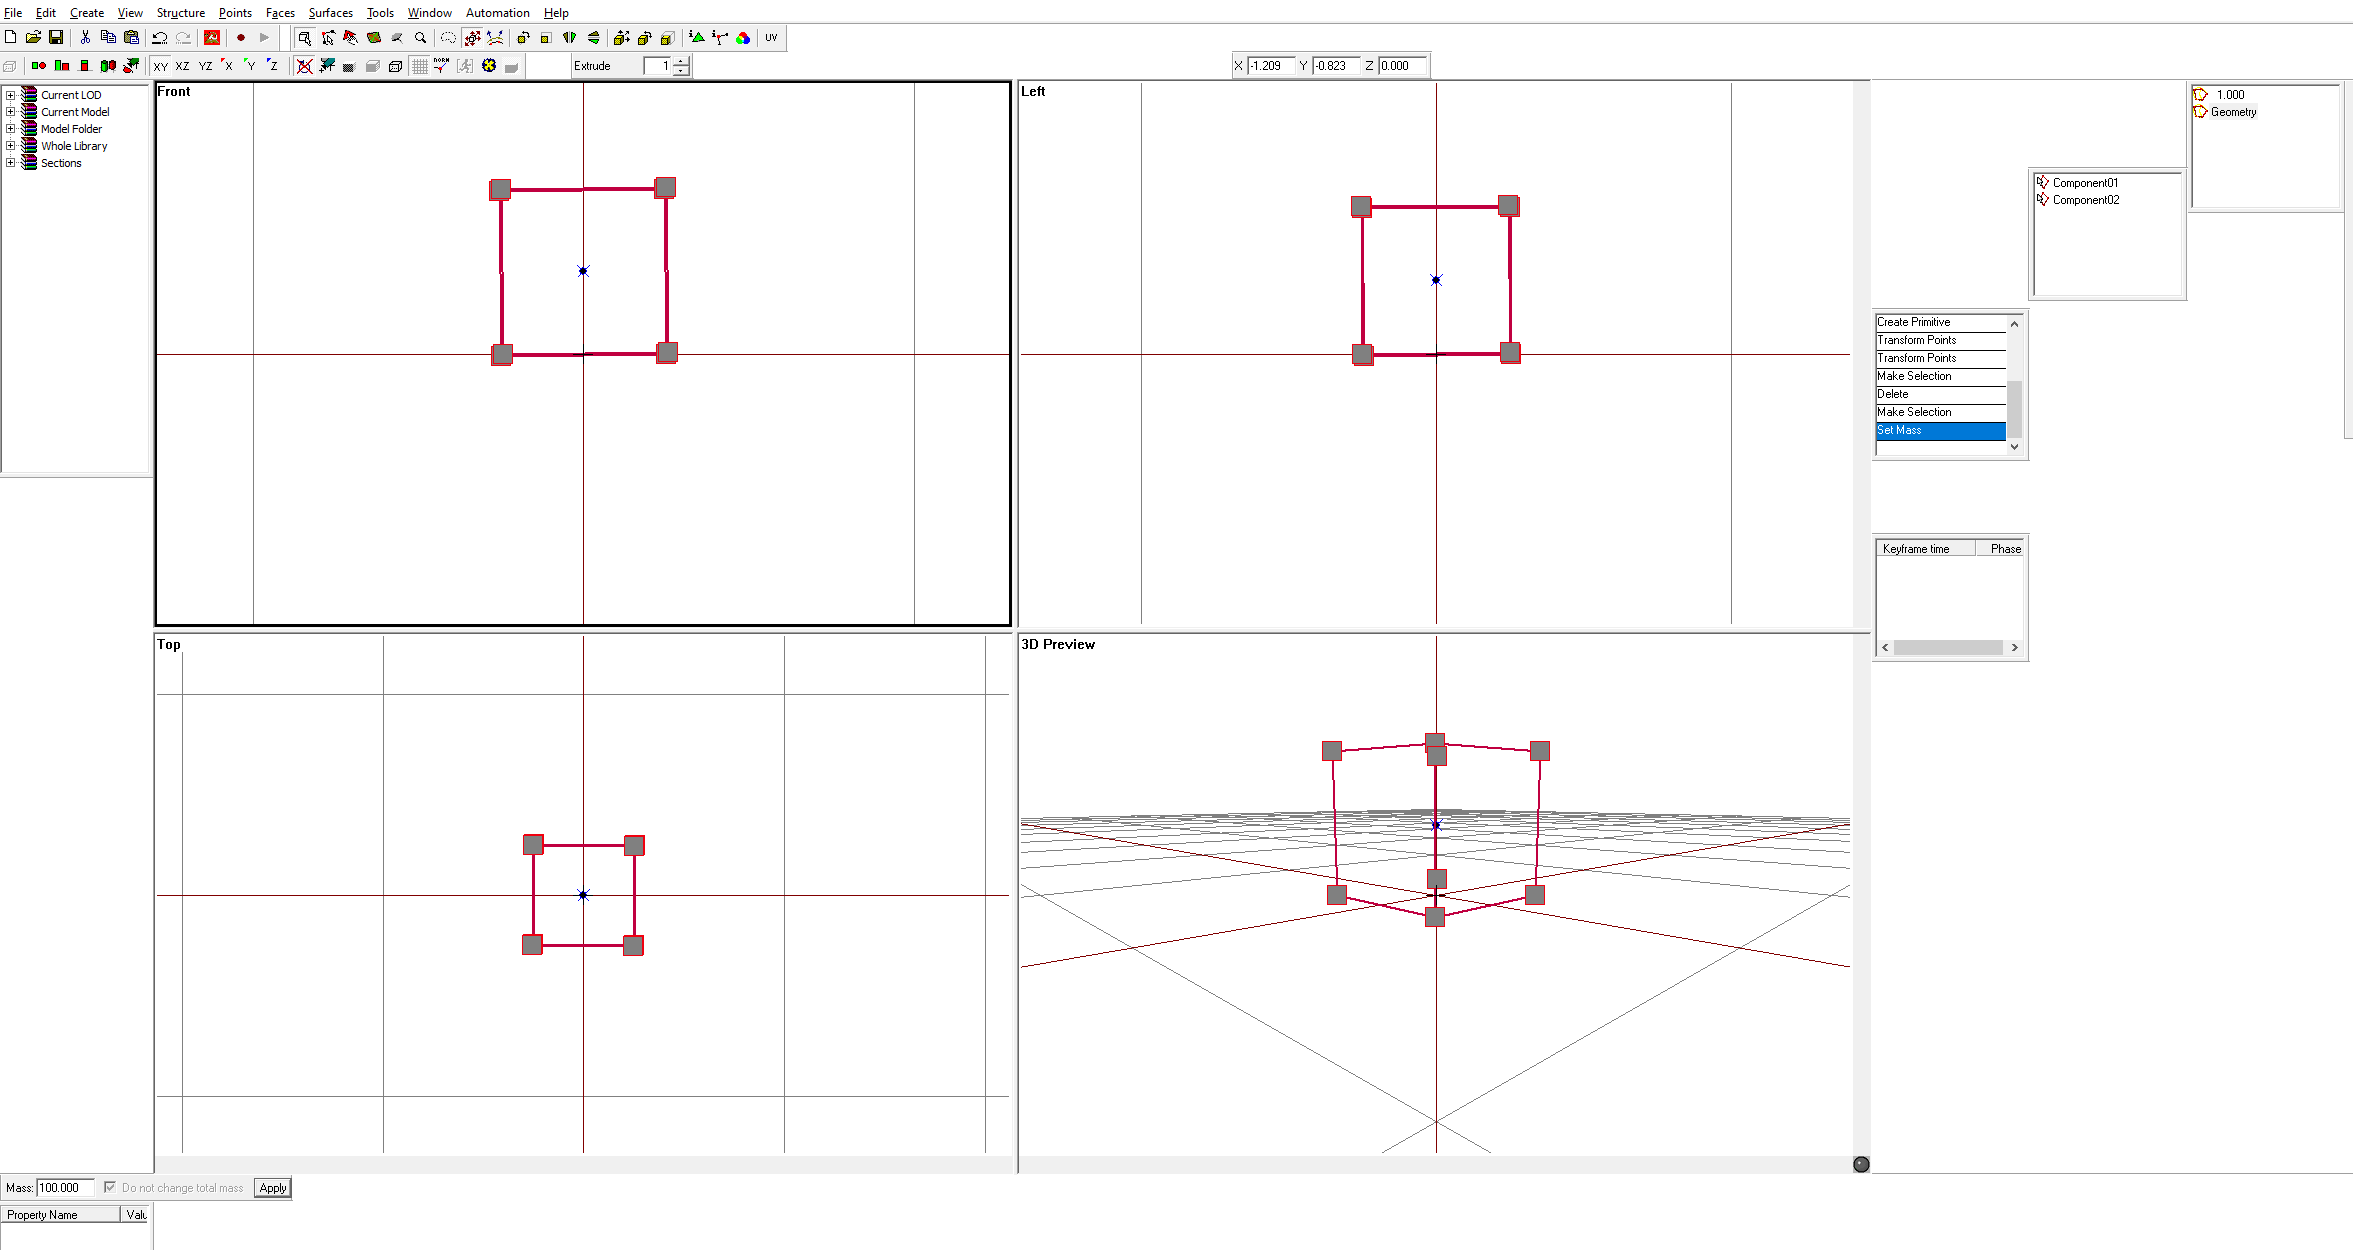 File Edit Create View Structure Points Faces Surfaces Tools Window Automation Help
UV
XY XZ YZ X Y Z NORM Extrude 1 X -1.209 Y -0.823 Z 0.000
Current LOD
Current Model
Model Folder
Whole Library
Sections
Front
Left
1.000
Geometry
Component01
Component02
Create Primitive
Transform Points
Transform Points
Make Selection
Delete
Make Selection
Set Mass
Keyframe time Phase
Top
3D Preview
Mass: 100.000 Do not change total mass Apply
Property Name Valu